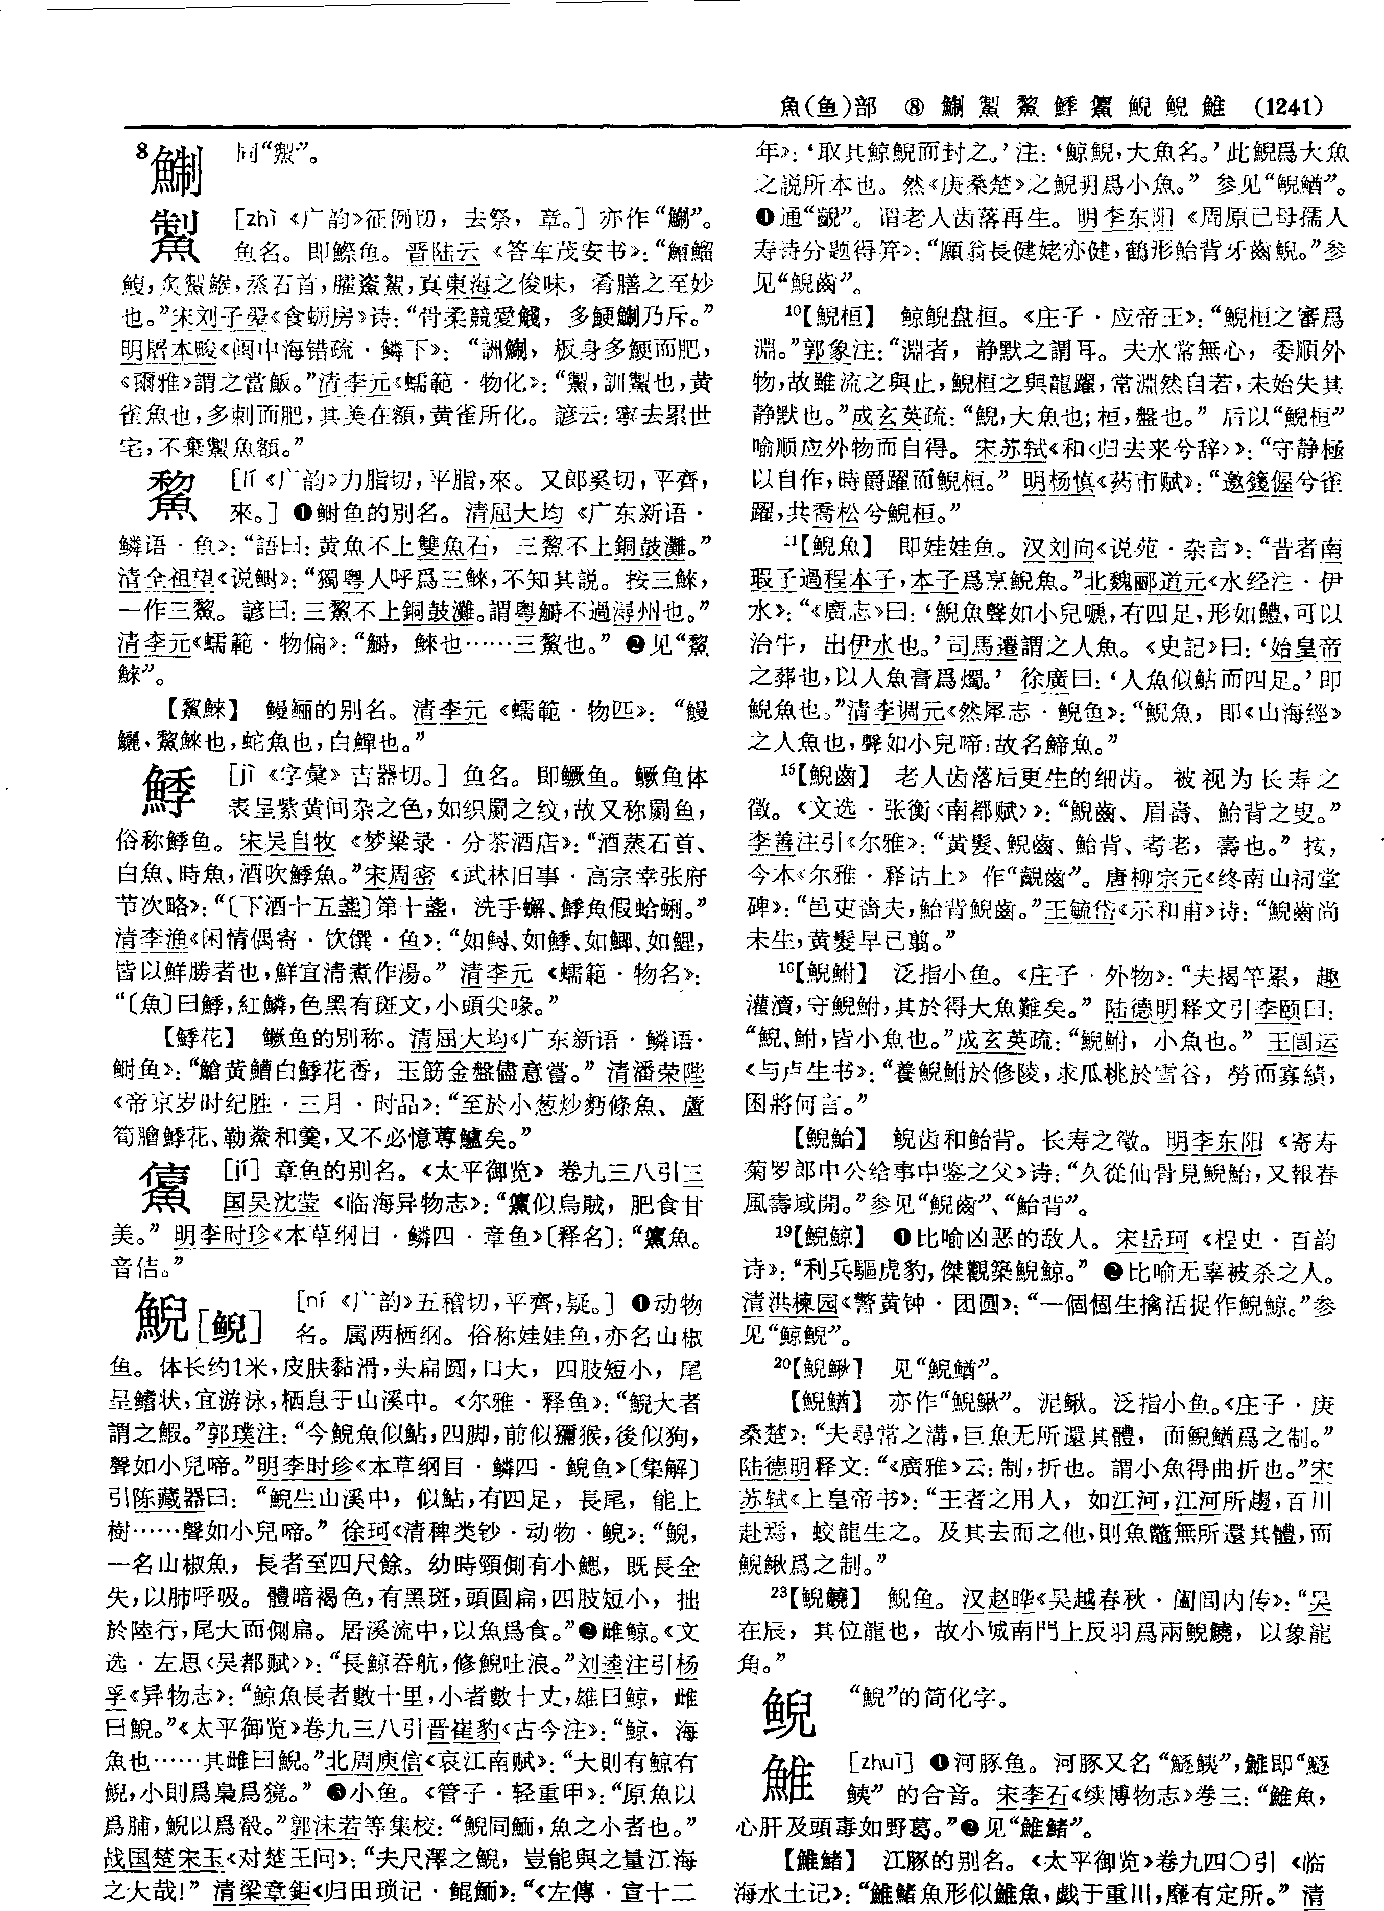 魚(鱼)部 ⑧ 鯯 䱥 鯬 鯚 鮿 鯢 鲵 鯡 (1241)
8鯯 同“䱥”。
䱥 [zhì《广韵》征例切，去祭，章。] 亦作“鯯”。
鱼名。即鰶鱼。晋陆云《答车茂安书》：“鱠鰡
鰒，炙䱥鯸，烝石首，臛鯊䱥，真東海之俊味，肴膳之至妙
也。”宋刘子翬《食蛎房》诗：“骨柔競愛鱵，多鯁鯯乃斥。”
明屠本畯《闽中海错疏·鳞下》：“鯯，板身多鯁而肥，
《爾雅》謂之當魱。”清李元《蠕範·物化》：“䱥，訓䱥也，黄
雀魚也，多刺而肥，其美在額，黄雀所化。諺云：寧去累世
宅，不棄䱥魚額。”
鯬 [lí《广韵》力脂切，平脂，來。又郎奚切，平齊，
來。] ❶鲥鱼的别名。清屈大均《广东新语·
鳞语·鱼》：“語曰：黄魚不上雙魚石，三鯬不上銅鼓灘。”
清全祖望《说鲥》：“獨粤人呼爲三鯠，不知其説。按三鯠，
一作三鯬。諺曰：三鯬不上銅鼓灘。謂粤鰣不過潯州也。”
清李元《蠕範·物偏》：“鰣，鯠也……三鯬也。” ❷见“鯬
鯠”。
【鯬鯠】 鳗鲡的别名。清李元《蠕範·物匹》：“鰻
鱺，鯬鯠也，蛇魚也，白鱓也。”
鯚 [jì《字彙》古器切。] 鱼名。即鳜鱼。鳜鱼体
表呈紫黄间杂之色，如织罽之纹，故又称罽鱼，
俗称鯚鱼。宋吴自牧《梦粱录·分茶酒店》：“酒蒸石首、
白魚、時魚，酒吹鯚魚。”宋周密《武林旧事·高宗幸张府
节次略》：“〔下酒十五盞〕第十盞，洗手蠏、鯚魚假蛤蜊。”
清李渔《闲情偶寄·饮馔·鱼》：“如鱘、如鯚、如鯽、如鯉，
皆以鮮勝者也，鮮宜清煮作湯。”清李元《蠕範·物名》：
“〔魚〕曰鯚，紅鱗，色黑有斑文，小頭尖喙。”
【鯚花】 鳜鱼的别称。清屈大均《广东新语·鳞语·
鲥鱼》：“鱠黄鰽白鯚花香，玉筯金盤儘意嘗。”清潘荣陛
《帝京岁时纪胜·三月·时品》：“至於小葱炒麪條魚、蘆
筍膾鯚花、勒鯗和羹，又不必憶蓴鱸矣。”
[jí] 章鱼的别名。《太平御览》卷九三八引三
国吴沈莹《临海异物志》：“似烏賊，肥食甘
美。”明李时珍《本草纲目·鳞四·章鱼》〔释名〕：“魚。
音佶。”
鯢[鲵] [ní《广韵》五稽切，平齊，疑。] ❶动物
名。属两栖纲。俗称娃娃鱼，亦名山椒
鱼。体长约1米，皮肤黏滑，头扁圆，口大，四肢短小，尾
呈鳍状，宜游泳，栖息于山溪中。《尔雅·释鱼》：“鯢大者
謂之鰕。”郭璞注：“今鯢魚似鮎，四脚，前似獼猴，後似狗，
聲如小兒啼。”明李时珍《本草纲目·鳞四·鲵鱼》〔集解〕
引陈藏器曰：“鯢生山溪中，似鮎，有四足，長尾，能上
樹……聲如小兒啼。”徐珂《清稗类钞·动物·鲵》：“鯢，
一名山椒魚，長者至四尺餘。幼時頸側有小鰓，既長全
失，以肺呼吸。體暗褐色，有黑斑，頭圓扁，四肢短小，拙
於陸行，尾大而側扁。居溪流中，以魚爲食。”❷雌鲸。《文
选·左思〈吴都赋〉》：“長鯨吞航，修鯢吐浪。”刘逵注引杨
孚《异物志》：“鯨魚長者數十里，小者數十丈，雄曰鯨，雌
曰鯢。”《太平御览》卷九三八引晋崔豹《古今注》：“鯨，海
魚也……其雌曰鯢。”北周庾信《哀江南赋》：“大則有鯨有
鯢，小則爲梟爲獍。” ❸小鱼。《管子·轻重甲》：“原魚以
爲脯，鯢以爲殽。”郭沫若等集校：“鯢同鮞，魚之小者也。”
战国楚宋玉《对楚王问》：“夫尺澤之鯢，豈能與之量江海
之大哉！”清梁章鉅《归田琐记·鲲鲕》：“《左傳·宣十二
年》：‘取其鯨鯢而封之。’注：‘鯨鯢，大魚名。’此鯢爲大魚
之説所本也。然《庚桑楚》之鯢明爲小魚。” 参见“鯢鰌”。
❹通“齯”。谓老人齿落再生。明李东阳《周原己母孺人
寿诗分题得笄》：“願翁長健姥亦健，鶴形鮐背牙齒鯢。”参
见“鯢齒”。
10【鯢桓】 鲸鲵盘桓。《庄子·应帝王》：“鯢桓之審爲
淵。”郭象注：“淵者，静默之謂耳。夫水常無心，委順外
物，故雖流之與止，鯢桓之與龍躍，常淵然自若，未始失其
静默也。”成玄英疏：“鯢，大魚也；桓，盤也。” 后以“鯢桓”
喻顺应外物而自得。宋苏轼《和〈归去来兮辞〉》：“守静極
以自作，時爵躍而鯢桓。” 明杨慎《药市赋》：“邀籛偓兮雀
躍，共喬松兮鯢桓。”
11【鯢魚】 即娃娃鱼。汉刘向《说苑·杂言》：“昔者南
瑕子過程本子，本子爲烹鯢魚。”北魏郦道元《水经注·伊
水》：“《廣志》曰：‘鯢魚聲如小兒嗁，有四足，形如鱧，可以
治牛，出伊水也。’司馬遷謂之人魚。《史記》曰：‘始皇帝
之葬也，以人魚膏爲燭。’徐廣曰：‘人魚似鮎而四足。’即
鯢魚也。”清李调元《然犀志·鲵鱼》：“鯢魚，即《山海經》
之人魚也，聲如小兒啼，故名鯑魚。”
15【鯢齒】 老人齿落后更生的细齿。被视为长寿之
徵。《文选·张衡〈南都赋〉》：“鯢齒、眉壽、鮐背之叟。”
李善注引《尔雅》：“黄髮、鯢齒、鮐背、耇老，壽也。”按，
今本《尔雅·释诂上》作“齯齒”。唐柳宗元《终南山祠堂
碑》：“邑吏嗇夫，鮐背鯢齒。”王毓岱《示和甫》诗：“鯢齒尚
未生，黄髮早已翦。”
16【鯢鮒】 泛指小鱼。《庄子·外物》：“夫揭竿累，趣
灌瀆，守鯢鮒，其於得大魚難矣。” 陆德明释文引李颐曰：
“鯢、鮒，皆小魚也。”成玄英疏：“鯢鮒，小魚也。” 王闿运
《与卢生书》：“養鯢鮒於修陵，求瓜桃於雪谷，勞而寡績，
困將何言。”
【鯢鮐】 鲵齿和鲐背。长寿之徵。明李东阳《寄寿
菊罗郎中公给事中鉴之父》诗：“久從仙骨見鯢鮐，又報春
風壽域開。”参见“鯢齒”、“鮐背”。
19【鯢鯨】 ❶比喻凶恶的敌人。宋岳珂《桯史·百韵
诗》：“利兵驅虎豹，傑觀築鯢鯨。” ❷比喻无辜被杀之人。
清洪楝园《警黄钟·团圆》：“一個個生擒活捉作鯢鯨。”参
见“鯨鯢”。
20【鯢鰍】 见“鯢鰌”。
【鯢鰌】 亦作“鯢鰍”。泥鳅。泛指小鱼。《庄子·庚
桑楚》：“夫尋常之溝，巨魚无所還其體，而鯢鰌爲之制。”
陆德明释文：“《廣雅》云：制，折也。謂小魚得曲折也。”宋
苏轼《上皇帝书》：“王者之用人，如江河，江河所趨，百川
赴焉，蛟龍生之。及其去而之他，則魚鼈無所還其體，而
鯢鰍爲之制。”
23【鯢鱙】 鲵鱼。汉赵晔《吴越春秋·阖闾内传》：“吴
在辰，其位龍也，故小城南門上反羽爲兩鯢鱙，以象龍
角。”
鲵 “鯢”的简化字。
䳡 [zhuī] ❶河豚鱼。河豚又名“鯸鮧”，即“鯸
鮧”的合音。宋李石《续博物志》卷三：“魚，
心肝及頭毒如野葛。”❷见“鯺”。
【鯺】 江豚的别名。《太平御览》卷九四〇引《临
海水土记》：“鯺魚形似魚，戲于重川，靡有定所。”清